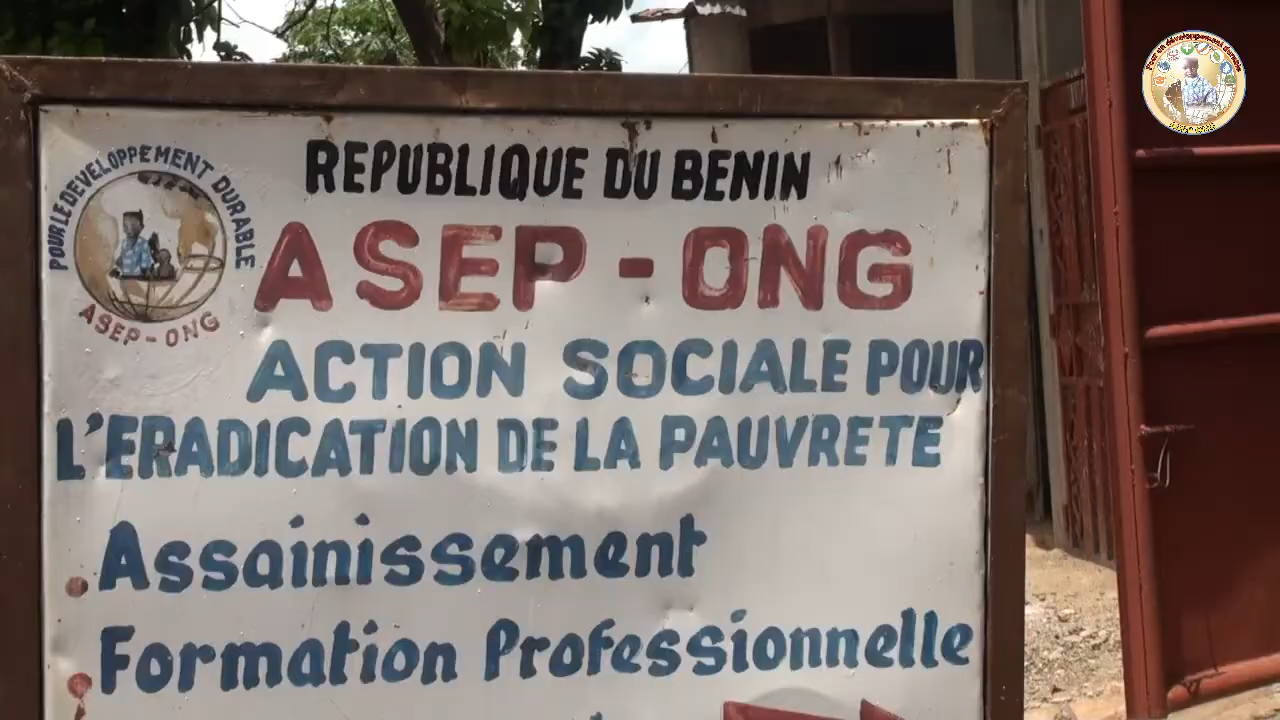 REPUBLIQUE DU BENIN
POUR LE DEVELOPPEMENT DURABLE
ASEP-ONG
ASEP-ONG
ACTION SOCIALE POUR
L'ERADICATION DE LA PAUVRETE
Assainissement
Formation Professionnelle